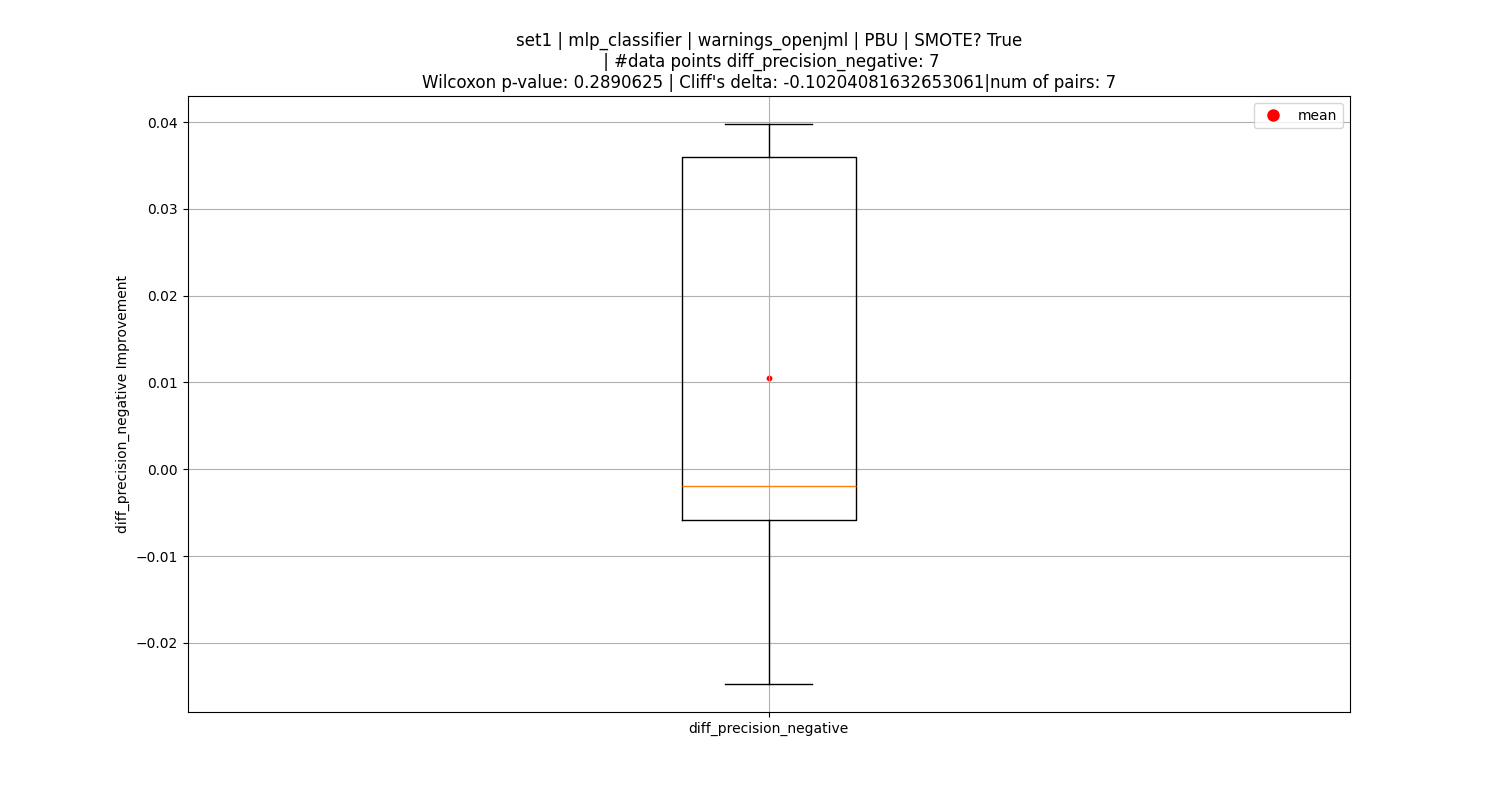 set1 | mlp_classifier | warnings_openjml | PBU | SMOTE? True
| #data points diff_precision_negative: 7
Wilcoxon p-value: 0.2890625 | Cliff's delta: -0.10204081632653061|num of pairs: 7
mean
0.04
0.03
0.02
0.01
0.00
−0.01
−0.02
diff_precision_negative Improvement
diff_precision_negative